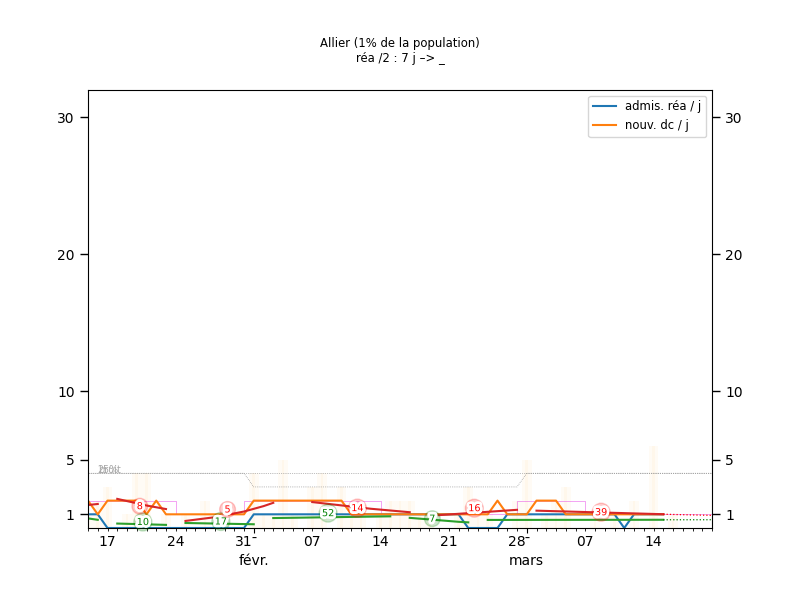 Allier (1% de la population)
réa /2 : 7 j –> _
admis. réa / j
nouv. dc / j
30 30
20 20
10 10
5 5
1 1
8 5 52 14 16 39
10 17 7
17 24 31- 07 14 21 28- 07 14
févr. mars